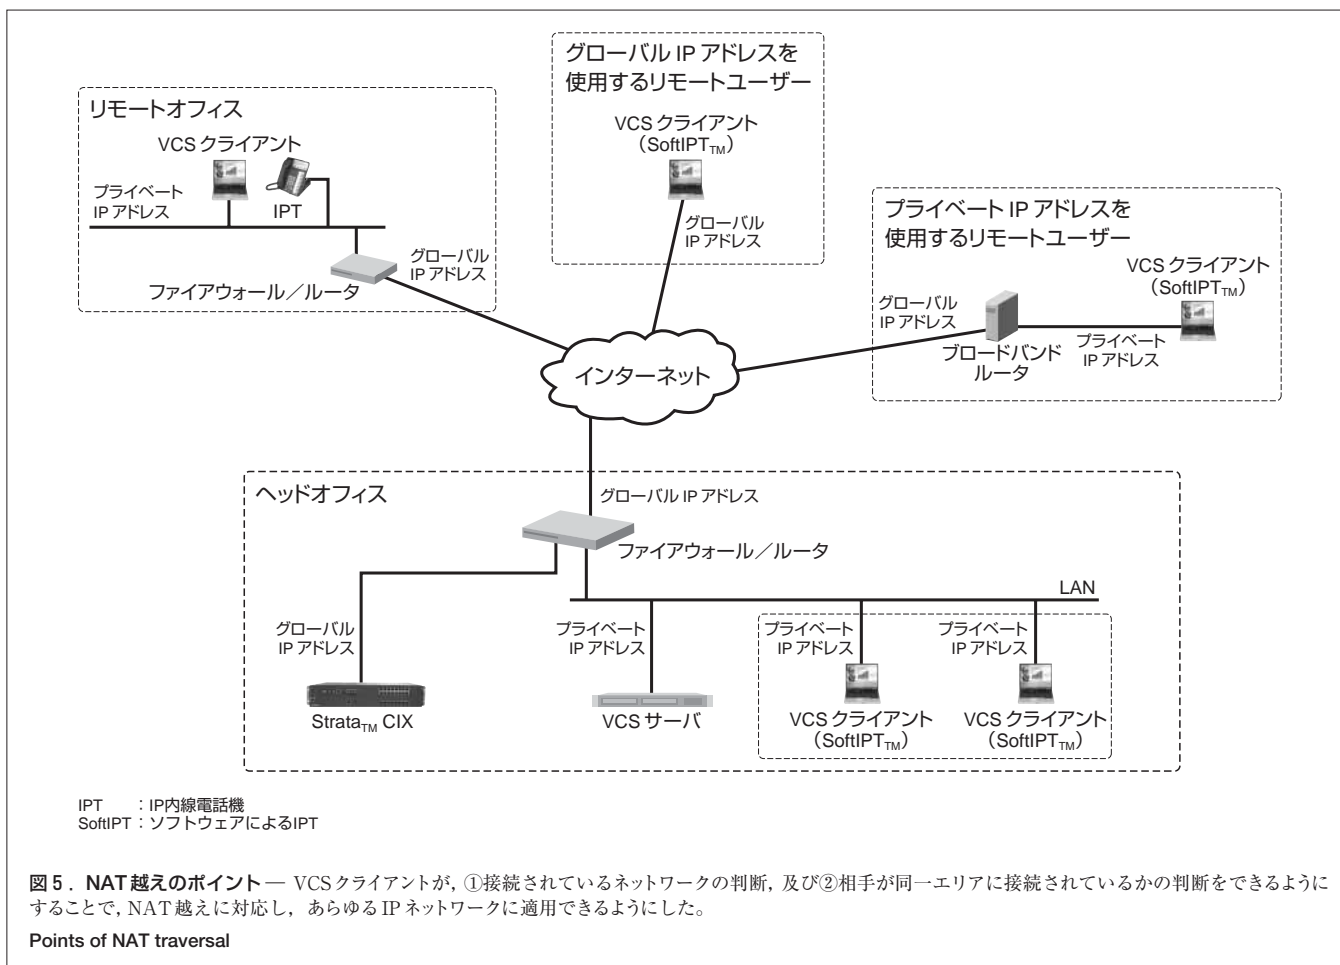 グローバル IP アドレスを
使用するリモートユーザー
VCS クライアント
（SoftIPTTM）
グローバル
IP アドレス
リモートオフィス
VCS クライアント
プライベート
IP アドレス
IPT
グローバル
IP アドレス
ファイアウォール／ルータ
プライベート IP アドレスを
使用するリモートユーザー
VCS クライアント
（SoftIPTTM）
グローバル
IP アドレス
ブロードバンド
ルータ
プライベート
IP アドレス
インターネット
ヘッドオフィス
グローバル IP アドレス
ファイアウォール／ルータ
LAN
グローバル
IP アドレス
プライベート
IP アドレス
プライベート
IP アドレス
プライベート
IP アドレス
StrataTM CIX
VCS サーバ
VCS クライアント
（SoftIPTTM）
VCS クライアント
（SoftIPTTM）
IPT ：IP内線電話機
SoftIPT：ソフトウェアによるIPT
図5．NAT越えのポイント — VCSクライアントが，①接続されているネットワークの判断，及び②相手が同一エリアに接続されているかの判断をできるように
することで，NAT越えに対応し，あらゆるIPネットワークに適用できるようにした。
Points of NAT traversal